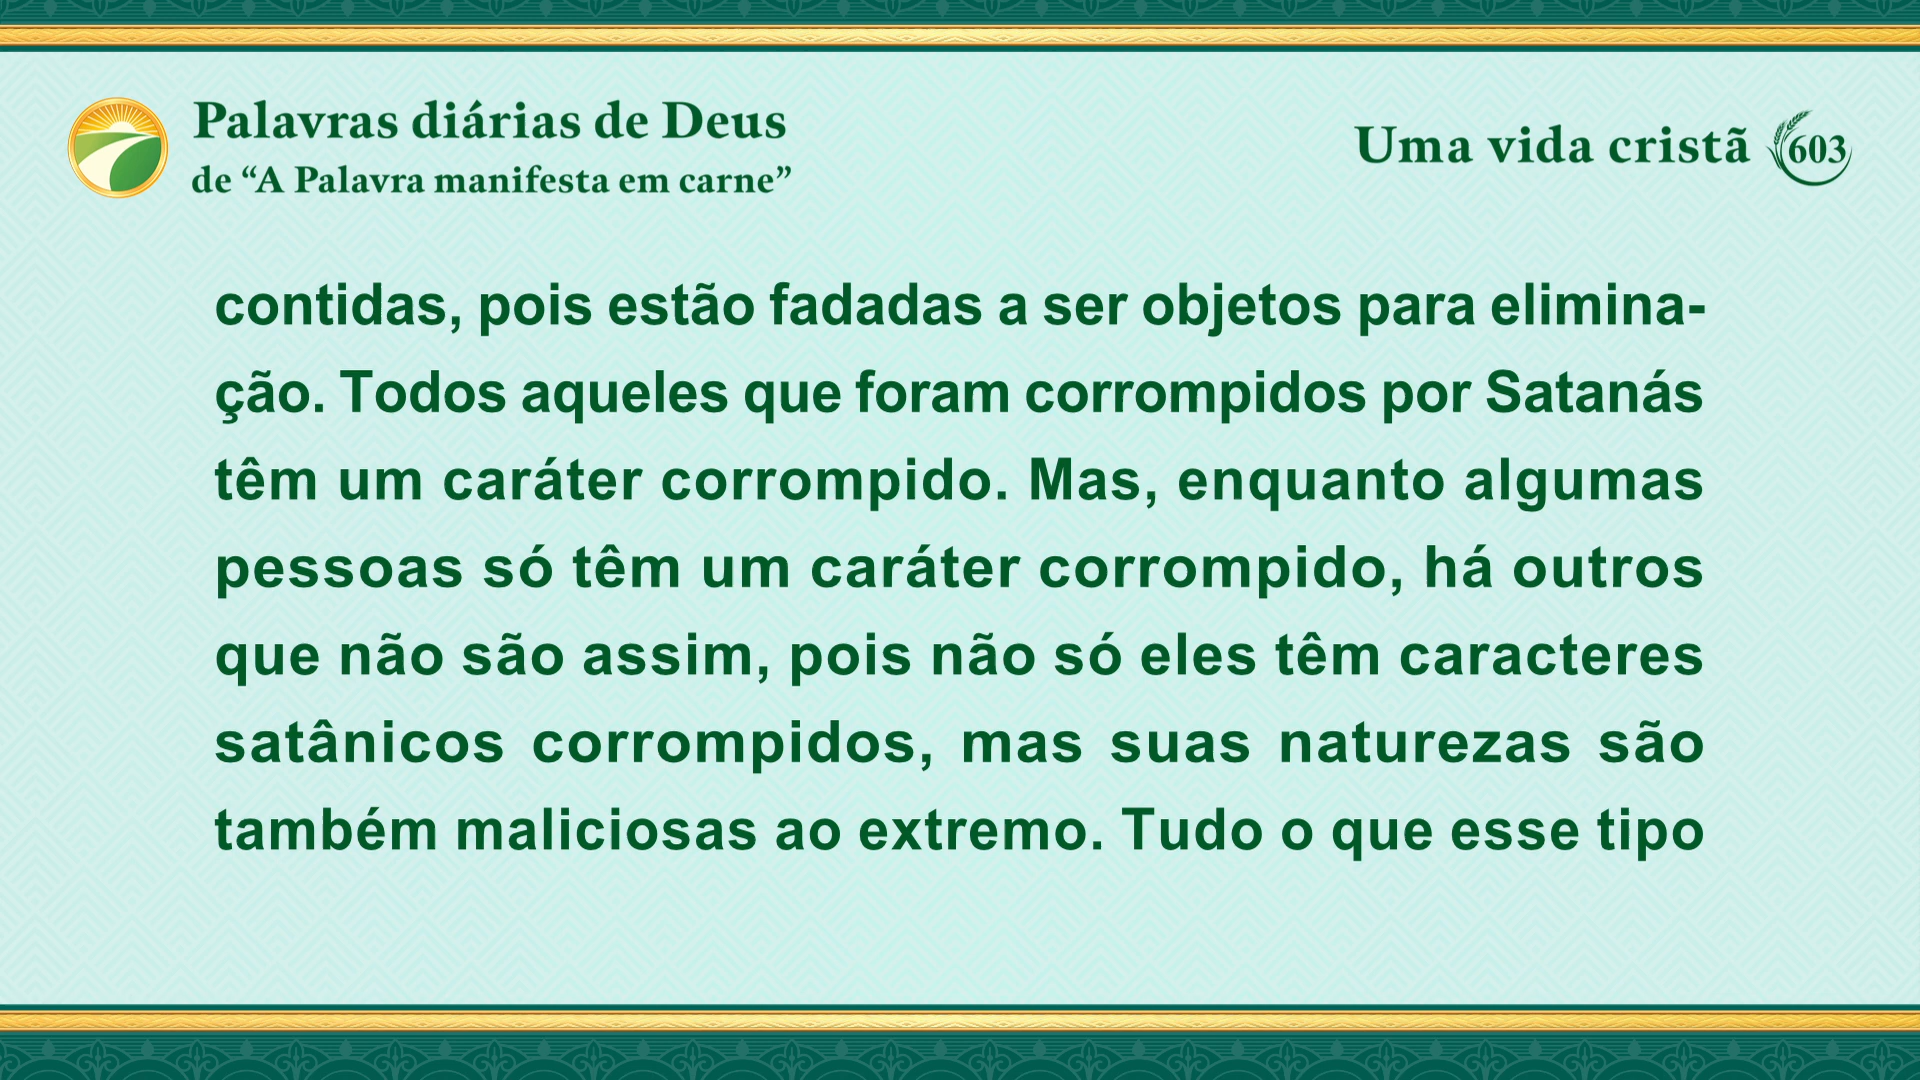 Palavras diárias de Deus
de “A Palavra manifesta em carne”
Uma vida cristã 603
contidas, pois estão fadadas a ser objetos para elimina-
ção. Todos aqueles que foram corrompidos por Satanás
têm um caráter corrompido. Mas, enquanto algumas
pessoas só têm um caráter corrompido, há outros
que não são assim, pois não só eles têm caracteres
satânicos corrompidos, mas suas naturezas são
também maliciosas ao extremo. Tudo o que esse tipo